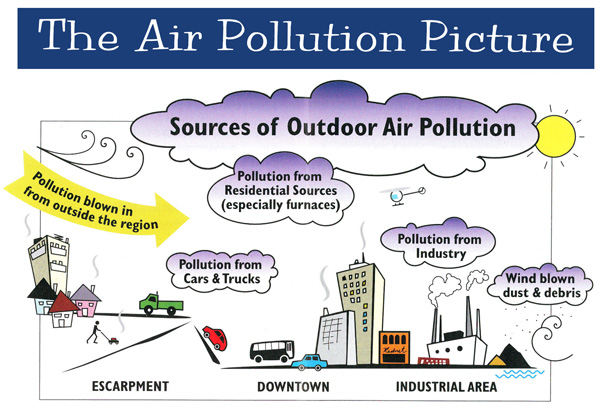 The Air Pollution Picture
Sources of Outdoor Air Pollution
Pollution from
Residential Sources
(especially furnaces)
Pollution blown in
from outside the region
Pollution from
Industry
Pollution from
Cars & Trucks
Wind blown
dust & debris
ESCARPMENT
DOWNTOWN
INDUSTRIAL AREA